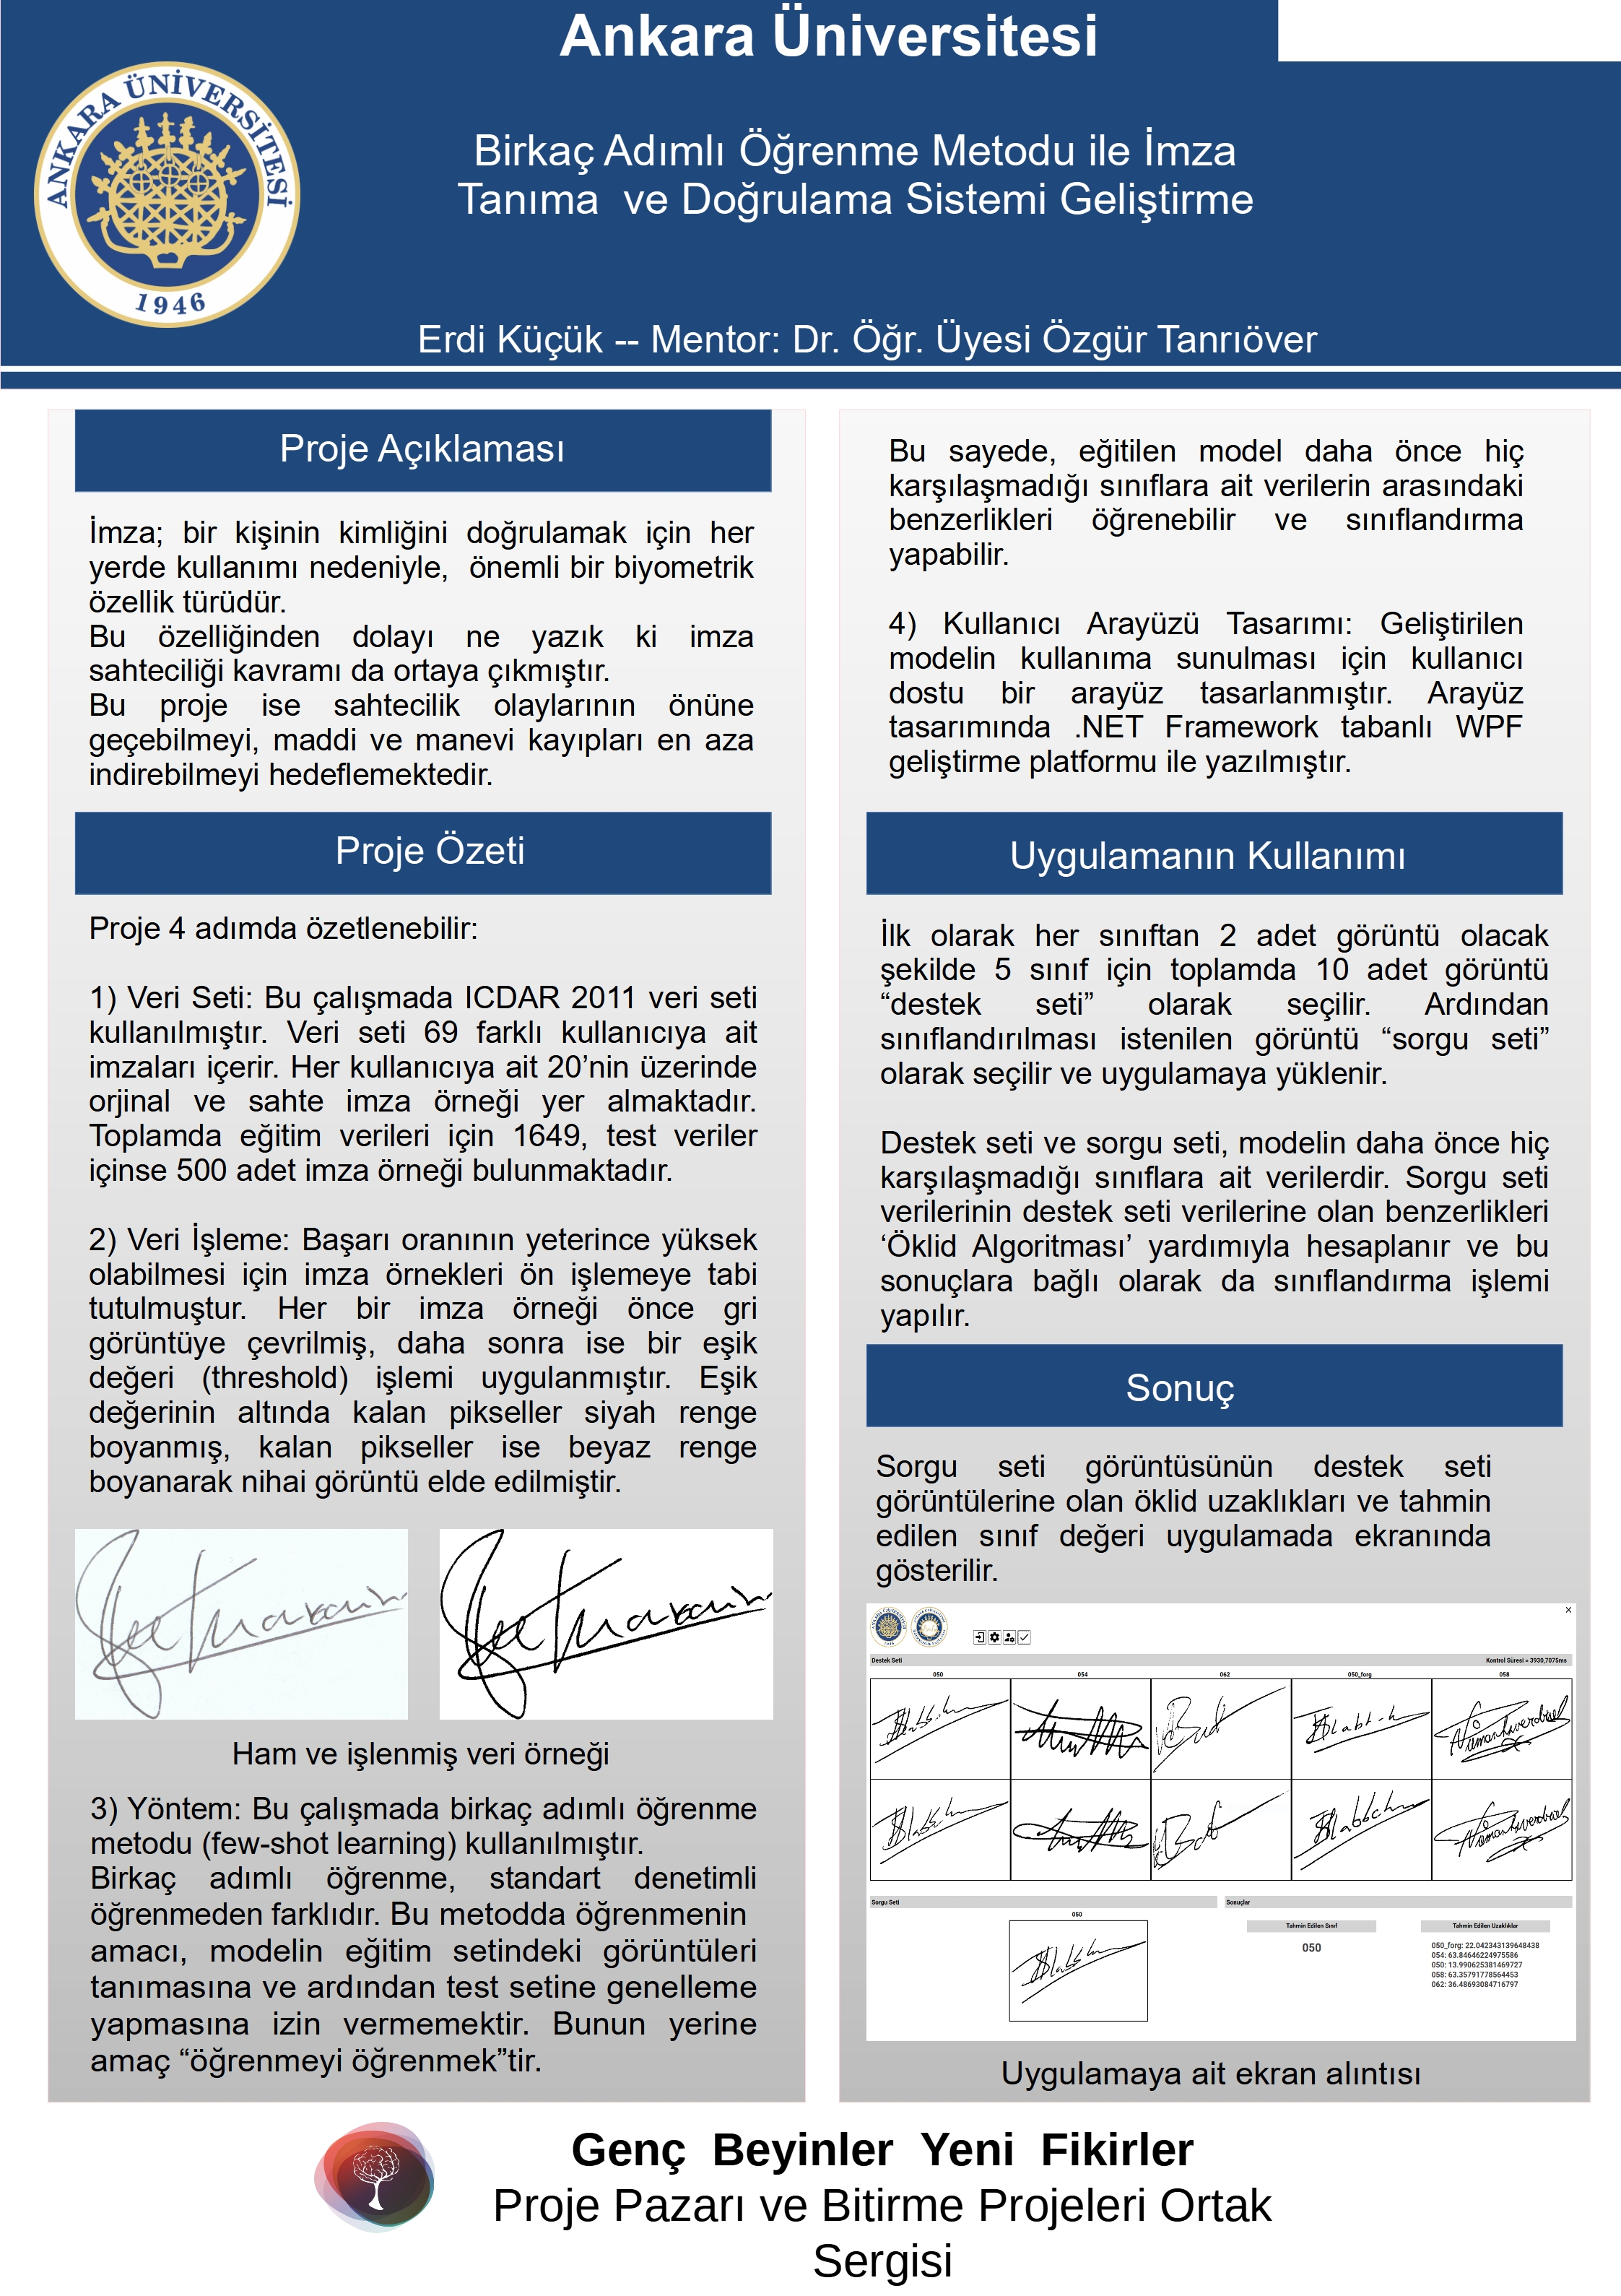 Ankara Üniversitesi
ANKARA ÜNİVERSİTESİ
1946
Birkaç Adımlı Öğrenme Metodu ile İmza
Tanıma ve Doğrulama Sistemi Geliştirme
Erdi Küçük -- Mentor: Dr. Öğr. Üyesi Özgür Tanrıöver
Proje Açıklaması
İmza; bir kişinin kimliğini doğrulamak için her
yerde kullanımı nedeniyle, önemli bir biyometrik
özellik türüdür.
Bu özelliğinden dolayı ne yazık ki imza
sahteciliği kavramı da ortaya çıkmıştır.
Bu proje ise sahtecilik olaylarının önüne
geçebilmeyi, maddi ve manevi kayıpları en aza
indirebilmeyi hedeflemektedir.
Proje Özeti
Proje 4 adımda özetlenebilir:
1) Veri Seti: Bu çalışmada ICDAR 2011 veri seti
kullanılmıştır. Veri seti 69 farklı kullanıcıya ait
imzaları içerir. Her kullanıcıya ait 20’nin üzerinde
orjinal ve sahte imza örneği yer almaktadır.
Toplamda eğitim verileri için 1649, test veriler
içinse 500 adet imza örneği bulunmaktadır.
2) Veri İşleme: Başarı oranının yeterince yüksek
olabilmesi için imza örnekleri ön işlemeye tabi
tutulmuştur. Her bir imza örneği önce gri
görüntüye çevrilmiş, daha sonra ise bir eşik
değeri (threshold) işlemi uygulanmıştır. Eşik
değerinin altında kalan pikseller siyah renge
boyanmış, kalan pikseller ise beyaz renge
boyanarak nihai görüntü elde edilmiştir.
Ham ve işlenmiş veri örneği
3) Yöntem: Bu çalışmada birkaç adımlı öğrenme
metodu (few-shot learning) kullanılmıştır.
Birkaç adımlı öğrenme, standart denetimli
öğrenmeden farklıdır. Bu metodda öğrenmenin
amacı, modelin eğitim setindeki görüntüleri
tanımasına ve ardından test setine genelleme
yapmasına izin vermemektir. Bunun yerine
amaç “öğrenmeyi öğrenmek”tir.
Bu sayede, eğitilen model daha önce hiç
karşılaşmadığı sınıflara ait verilerin arasındaki
benzerlikleri öğrenebilir ve sınıflandırma
yapabilir.
4) Kullanıcı Arayüzü Tasarımı: Geliştirilen
modelin kullanıma sunulması için kullanıcı
dostu bir arayüz tasarlanmıştır. Arayüz
tasarımında .NET Framework tabanlı WPF
geliştirme platformu ile yazılmıştır.
Uygulamanın Kullanımı
İlk olarak her sınıftan 2 adet görüntü olacak
şekilde 5 sınıf için toplamda 10 adet görüntü
“destek seti” olarak seçilir. Ardından
sınıflandırılması istenilen görüntü “sorgu seti”
olarak seçilir ve uygulamaya yüklenir.
Destek seti ve sorgu seti, modelin daha önce hiç
karşılaşmadığı sınıflara ait verilerdir. Sorgu seti
verilerinin destek seti verilerine olan benzerlikleri
‘Öklid Algoritması’ yardımıyla hesaplanır ve bu
sonuçlara bağlı olarak da sınıflandırma işlemi
yapılır.
Sonuç
Sorgu seti görüntüsünün destek seti
görüntülerine olan öklid uzaklıkları ve tahmin
edilen sınıf değeri uygulamada ekranında
gösterilir.
Destek Seti Kontrol Süresi = 3930,7075ms
050 054 062 050_forg 058
Sorgu Seti Sonuçlar
050
Tahmin Edilen Sınıf Tahmin Edilen Uzaklıklar
050
050_forg: 22.042343139648438
054: 63.84646224975586
050: 13.990625381469727
058: 63.35791778564453
062: 36.48693084716797
Uygulamaya ait ekran alıntısı
Genç Beyinler Yeni Fikirler
Proje Pazarı ve Bitirme Projeleri Ortak
Sergisi